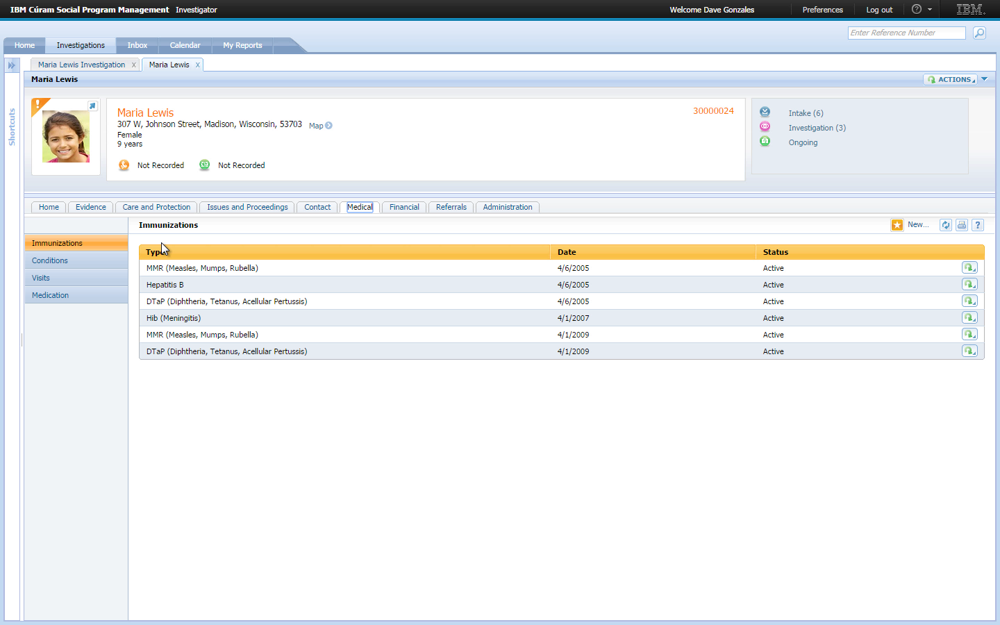 IBM Cúram Social Program Management Investigator Welcome Dave Gonzales Preferences Log out ? IBM.
Enter Reference Number
Home Investigations Inbox Calendar My Reports
Maria Lewis Investigation x Maria Lewis x
Maria Lewis ACTIONS
Shortcuts
!
Maria Lewis 30000024
307 W, Johnson Street, Madison, Wisconsin, 53703 Map
Female
9 years
Not Recorded Not Recorded
Intake (6)
Investigation (3)
Ongoing
Home Evidence Care and Protection Issues and Proceedings Contact Medical Financial Referrals Administration
Immunizations New... ?
Immunizations
Conditions
Visits
Medication
Type Date Status
MMR (Measles, Mumps, Rubella) 4/6/2005 Active
Hepatitis B 4/6/2005 Active
DTaP (Diphtheria, Tetanus, Acellular Pertussis) 4/6/2005 Active
Hib (Meningitis) 4/1/2007 Active
MMR (Measles, Mumps, Rubella) 4/1/2009 Active
DTaP (Diphtheria, Tetanus, Acellular Pertussis) 4/1/2009 Active